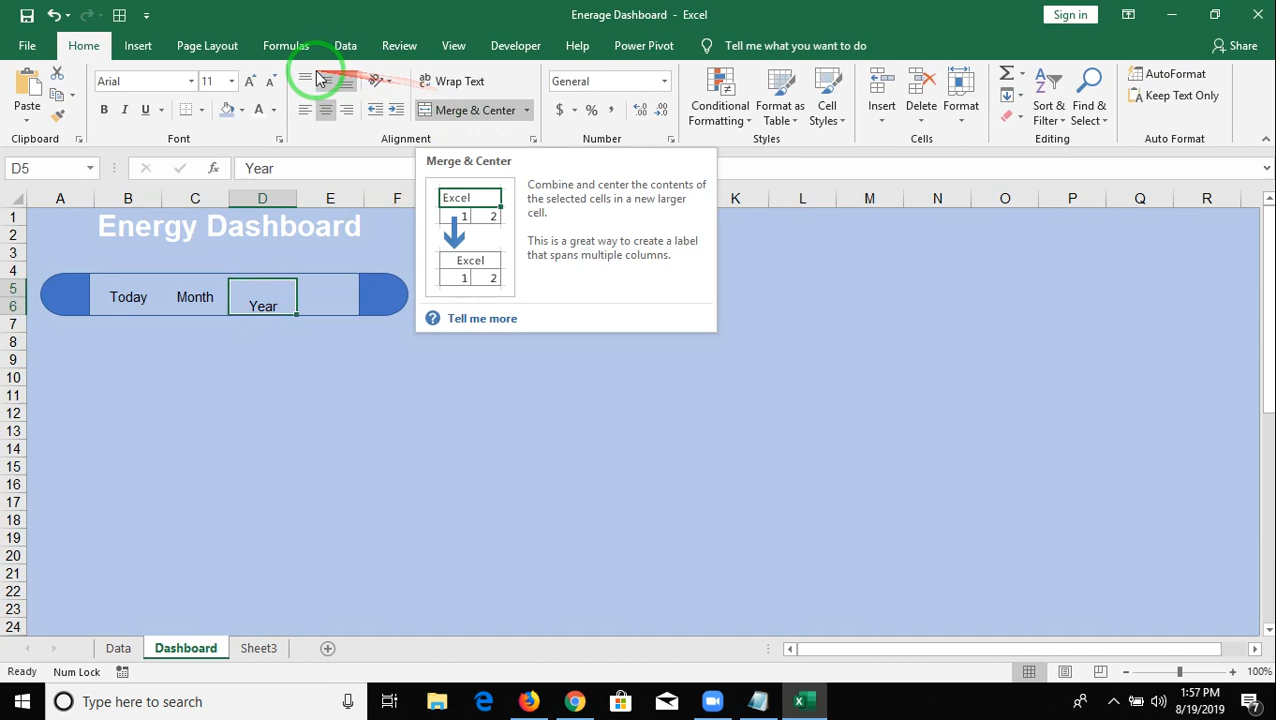 Enerage Dashboard - Excel
Sign in
File Home Insert Page Layout Formulas Data Review View Developer Help Power Pivot Tell me what you want to do Share
Paste
Clipboard
Arial 11
B I U
Font
Wrap Text
Merge & Center
Alignment
General
$ % ,
Number
Conditional Formatting
Format as Table
Cell Styles
Styles
Insert Delete Format
Cells
Sort & Filter
Find & Select
Editing
AutoFormat
Keep Text Only
Auto Format
D5 fx Year
A B C D E F K L M N O P Q R
1
2
3
4
5
6
7
8
9
10
11
12
13
14
15
16
17
18
19
20
21
22
23
24
Energy Dashboard
Today Month Year
Merge & Center
Excel
1 2
Excel
1 2
Combine and center the contents of
the selected cells in a new larger
cell.
This is a great way to create a label
that spans multiple columns.
Tell me more
Data Dashboard Sheet3
Ready Num Lock 100%
Type here to search
1:57 PM
8/19/2019
7